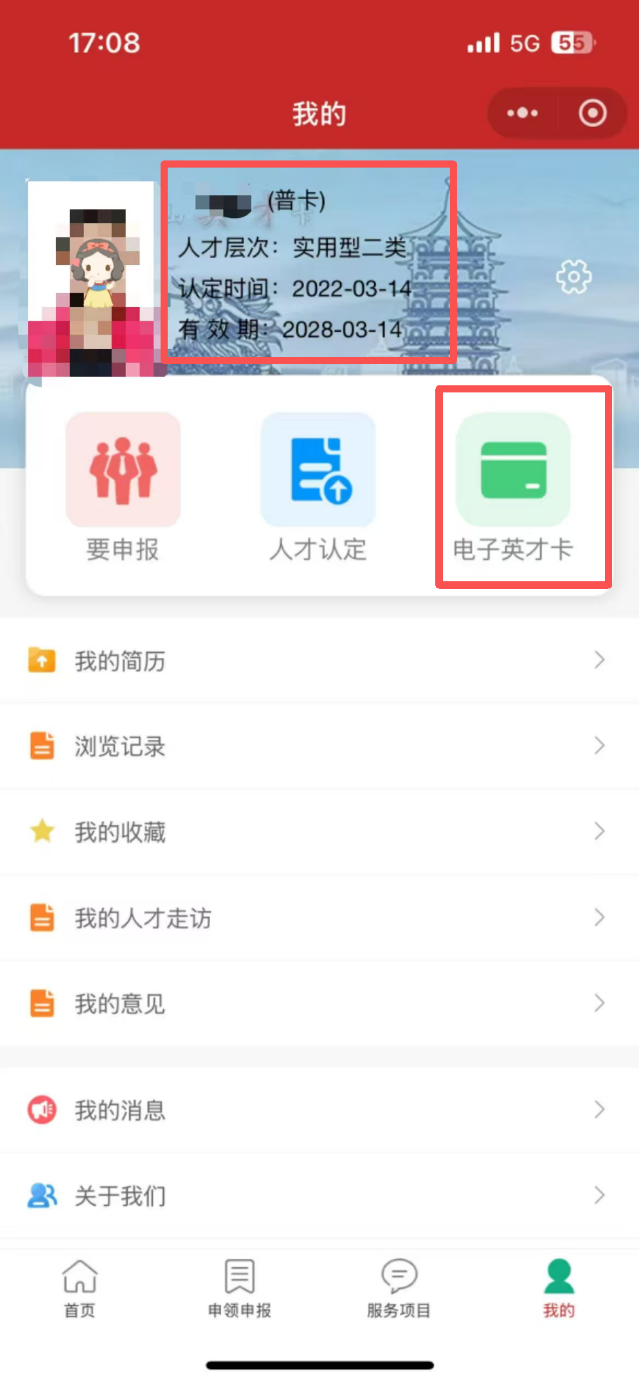 17:08
5G
55
我的
(普卡)
人才层次：实用型二类
认定时间：2022-03-14
有 效 期：2028-03-14
要申报
人才认定
电子英才卡
我的简历
浏览记录
我的收藏
我的人才走访
我的意见
我的消息
关于我们
首页
申领申报
服务项目
我的